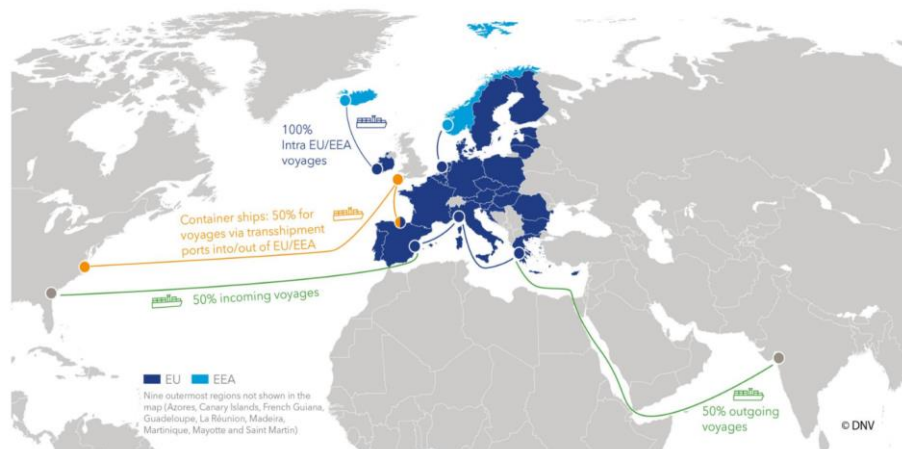 100%
Intra EU/EEA
voyages
Container ships: 50% for
voyages via transshipment
ports into/out of EU/EEA
50% incoming voyages
EU EEA
Nine outermost regions not shown in the
map (Azores, Canary Islands, French Guiana,
Guadeloupe, La Réunion, Madeira,
Martinique, Mayotte and Saint Martin)
50% outgoing
voyages
© DNV